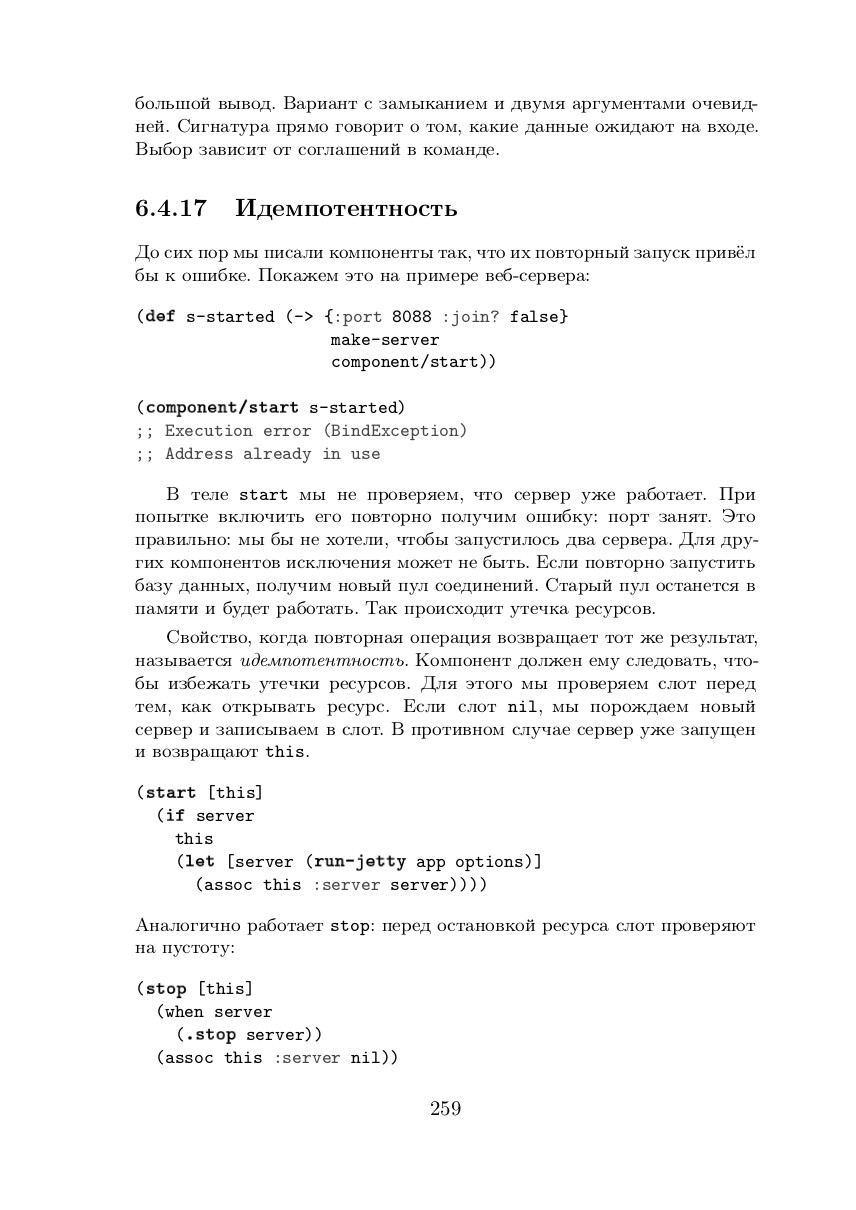 большой вывод. Вариант с замыканием и двумя аргументами очевид-
ней. Сигнатура прямо говорит о том, какие данные ожидают на входе.
Выбор зависит от соглашений в команде.
6.4.17 Идемпотентность
До сих пор мы писали компоненты так, что их повторный запуск привёл
бы к ошибке. Покажем это на примере веб-сервера:
(def s-started (-> {:port 8088 :join? false}
                   make-server
                   component/start))
(component/start s-started)
;; Execution error (BindException)
;; Address already in use
В теле start мы не проверяем, что сервер уже работает. При
попытке включить его повторно получим ошибку: порт занят. Это
правильно: мы бы не хотели, чтобы запустилось два сервера. Для дру-
гих компонентов исключения может не быть. Если повторно запустить
базу данных, получим новый пул соединений. Старый пул останется в
памяти и будет работать. Так происходит утечка ресурсов.
Свойство, когда повторная операция возвращает тот же результат,
называется идемпотентность. Компонент должен ему следовать, что-
бы избежать утечки ресурсов. Для этого мы проверяем слот перед
тем, как открывать ресурс. Если слот nil, мы порождаем новый
сервер и записываем в слот. В противном случае сервер уже запущен
и возвращают this.
(start [this]
  (if server
    this
    (let [server (run-jetty app options)]
      (assoc this :server server))))
Аналогично работает stop: перед остановкой ресурса слот проверяют
на пустоту:
(stop [this]
  (when server
    (.stop server))
  (assoc this :server nil))
259